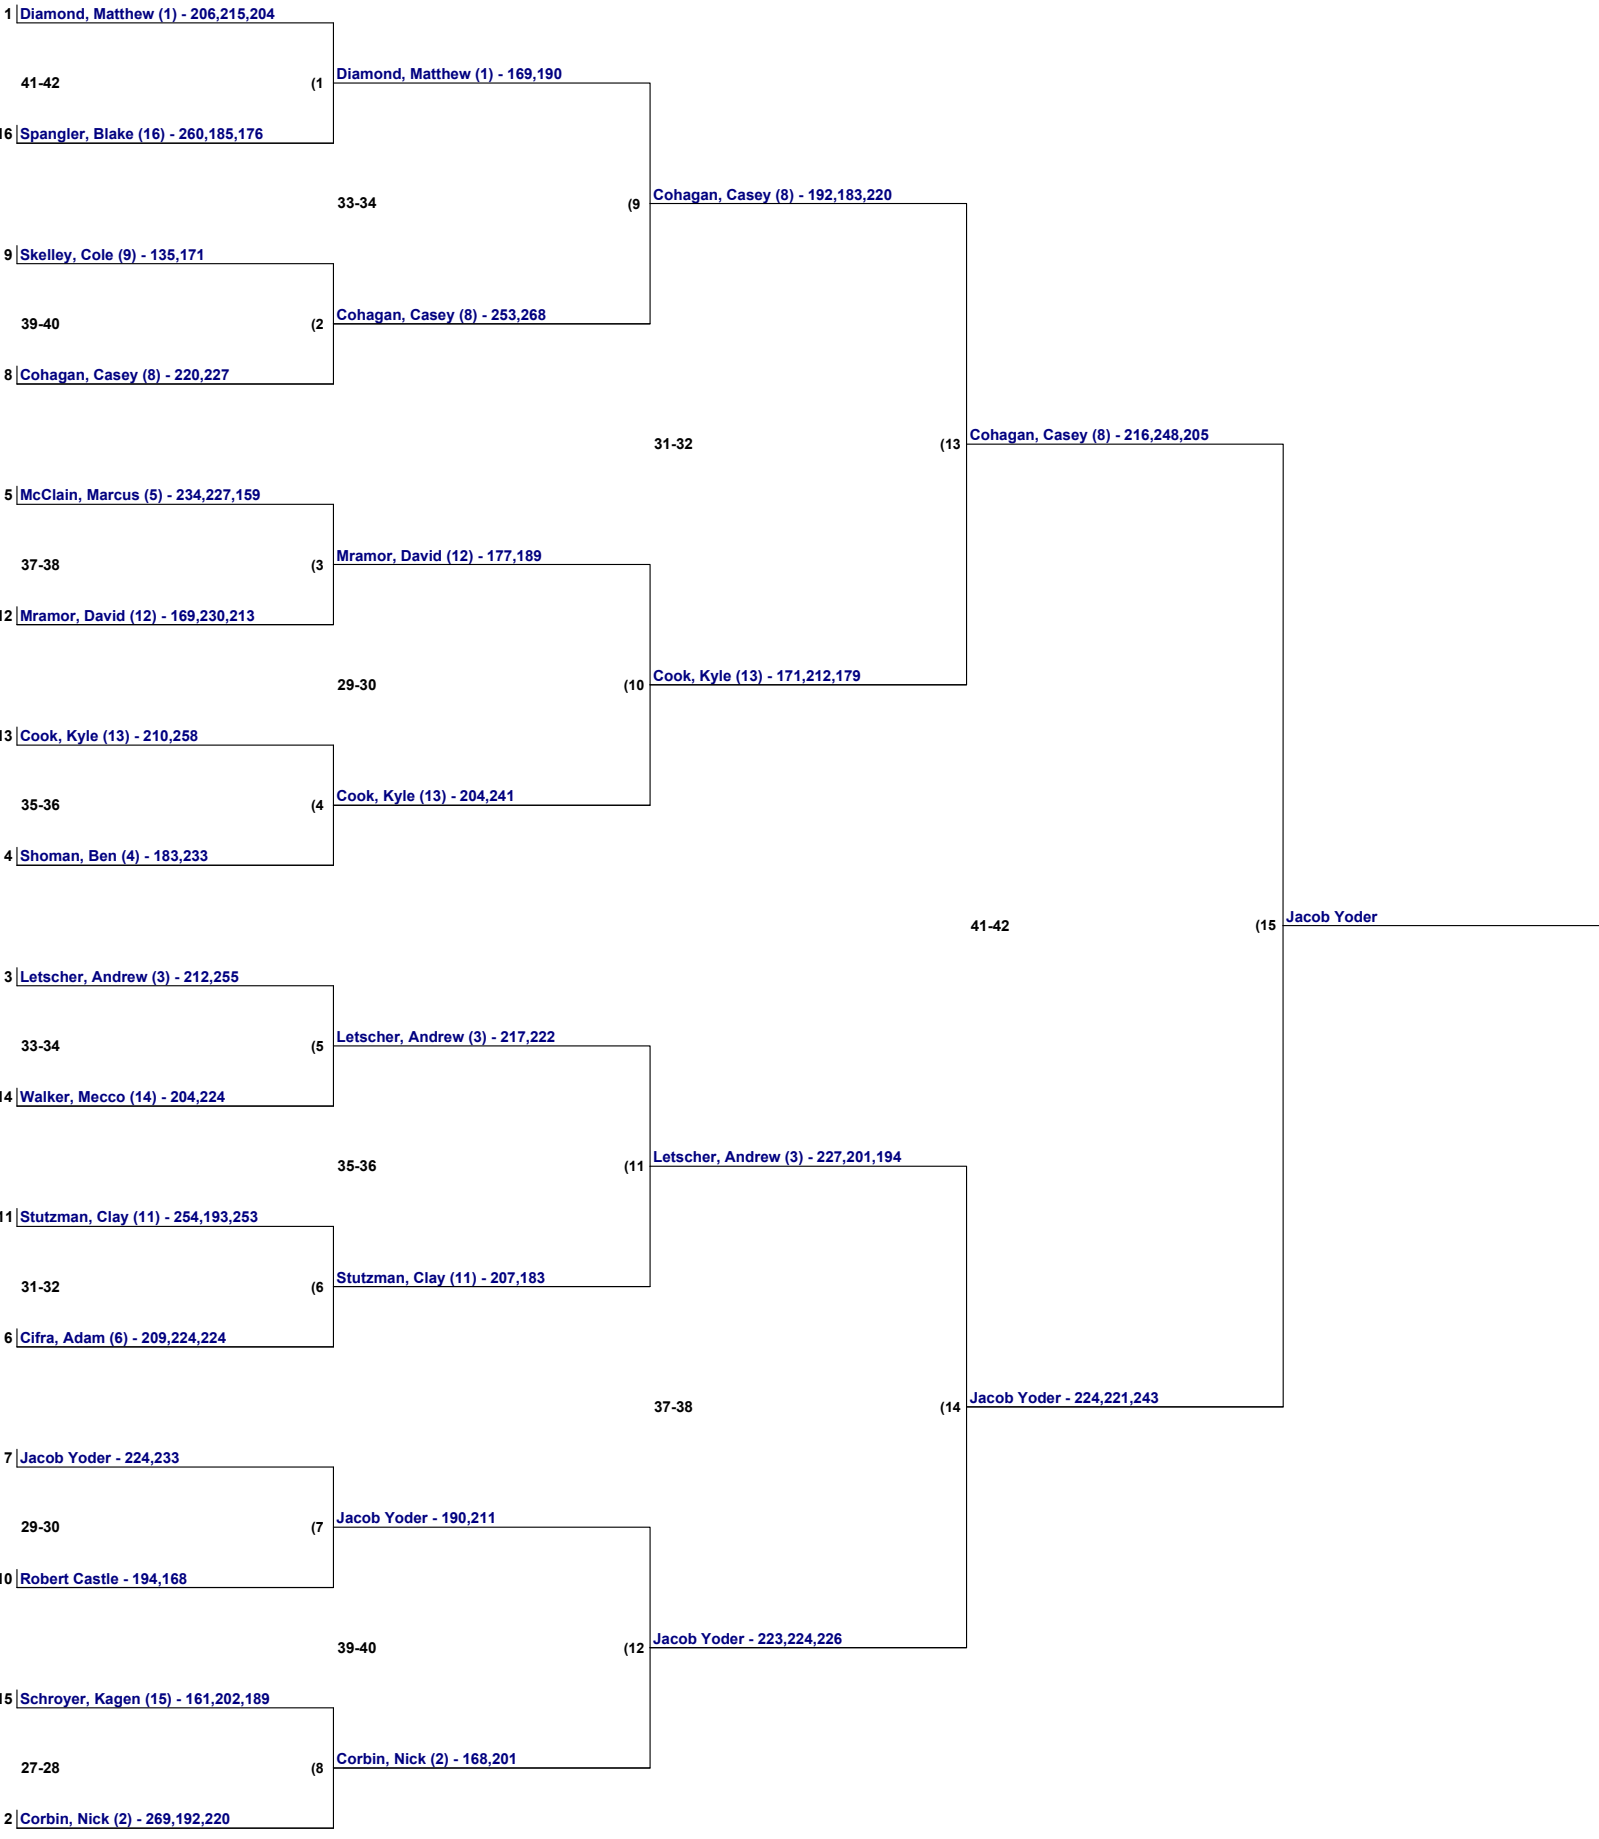 1 Diamond, Matthew (1) - 206,215,204
Diamond, Matthew (1) - 169,190
41-42 (1
16 Spangler, Blake (16) - 260,185,176
Cohagan, Casey (8) - 192,183,220
33-34 (9
9 Skelley, Cole (9) - 135,171
Cohagan, Casey (8) - 253,268
39-40 (2
8 Cohagan, Casey (8) - 220,227
Cohagan, Casey (8) - 216,248,205
31-32 (13
5 McClain, Marcus (5) - 234,227,159
Mramor, David (12) - 177,189
37-38 (3
12 Mramor, David (12) - 169,230,213
Cook, Kyle (13) - 171,212,179
29-30 (10
13 Cook, Kyle (13) - 210,258
Cook, Kyle (13) - 204,241
35-36 (4
4 Shoman, Ben (4) - 183,233
Jacob Yoder
41-42 (15
3 Letscher, Andrew (3) - 212,255
Letscher, Andrew (3) - 217,222
33-34 (5
14 Walker, Mecco (14) - 204,224
Letscher, Andrew (3) - 227,201,194
35-36 (11
11 Stutzman, Clay (11) - 254,193,253
Stutzman, Clay (11) - 207,183
31-32 (6
6 Cifra, Adam (6) - 209,224,224
Jacob Yoder - 224,221,243
37-38 (14
7 Jacob Yoder - 224,233
Jacob Yoder - 190,211
29-30 (7
10 Robert Castle - 194,168
Jacob Yoder - 223,224,226
39-40 (12
15 Schroyer, Kagen (15) - 161,202,189
Corbin, Nick (2) - 168,201
27-28 (8
2 Corbin, Nick (2) - 269,192,220